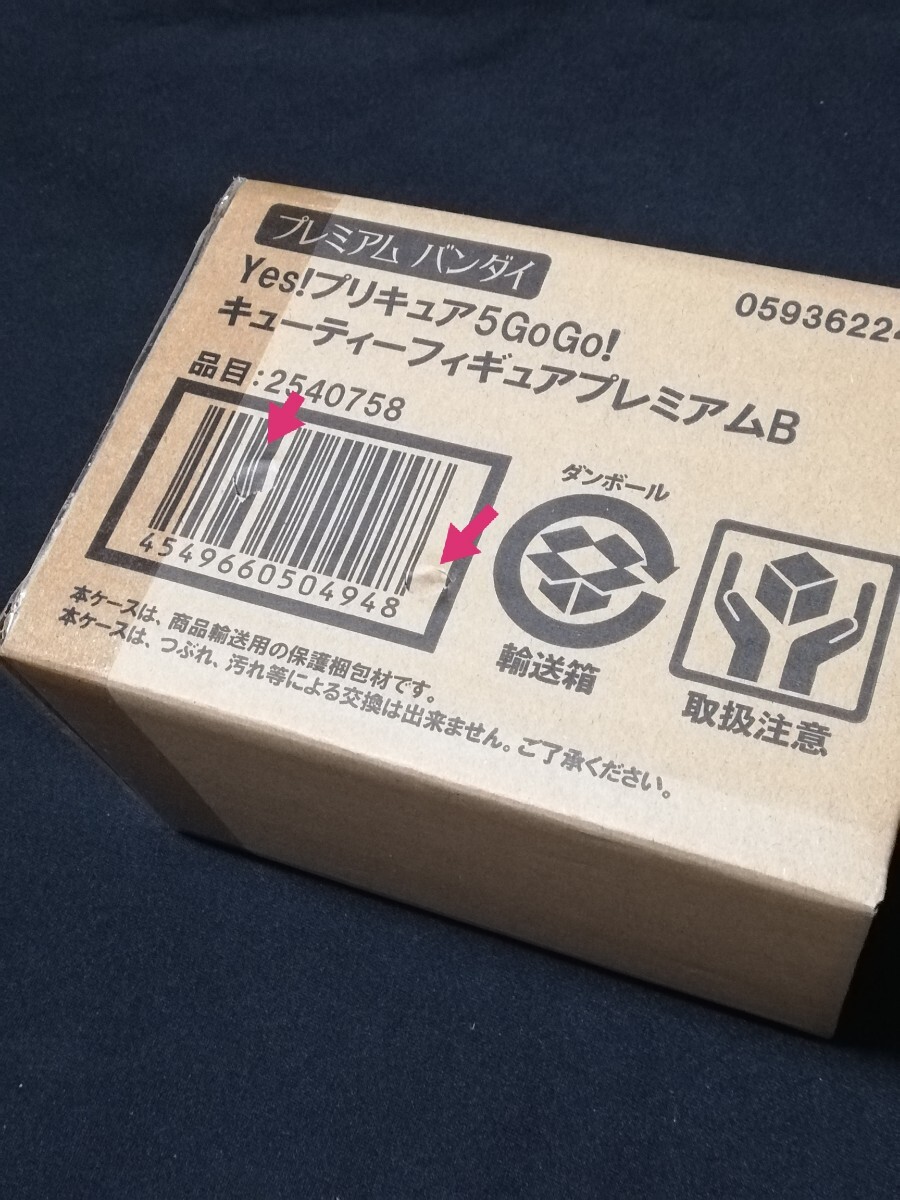 プレミアム バンダイ
Yes!プリキュア5GoGo!
キューティーフィギュアプレミアムB
0593622
品目:2540758
4549660504948
ダンボール
輸送箱
取扱注意
本ケースは、商品輸送用の保護梱包材です。
本ケースは、つぶれ、汚れ等による交換は出来ません。ご了承ください。